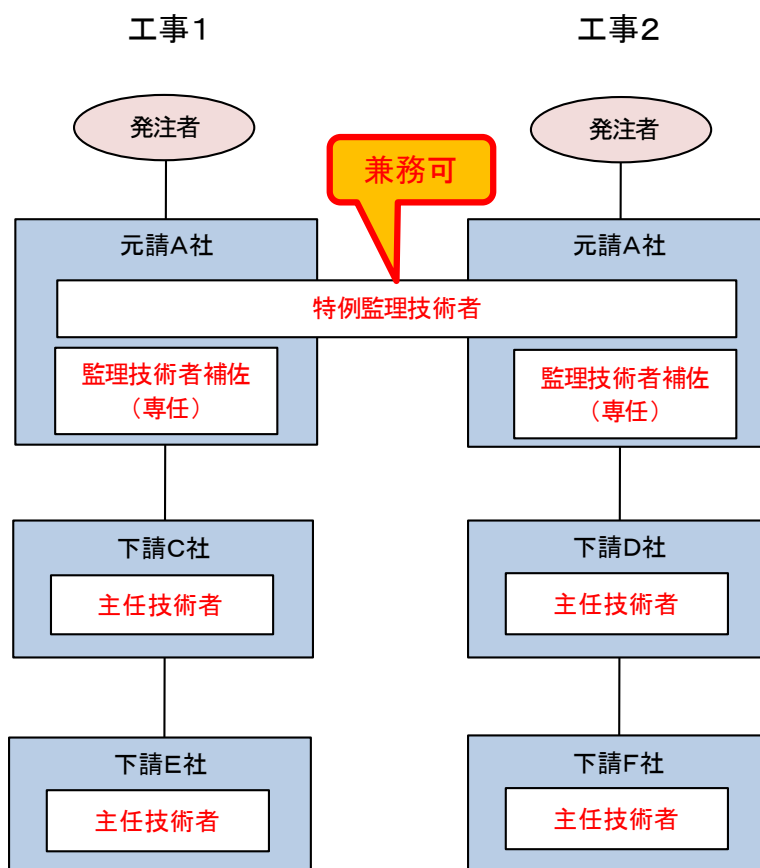 工事1
工事2
発注者
発注者
兼務可
元請A社
元請A社
特例監理技術者
監理技術者補佐
（専任）
監理技術者補佐
（専任）
下請C社
下請D社
主任技術者
主任技術者
下請E社
下請F社
主任技術者
主任技術者